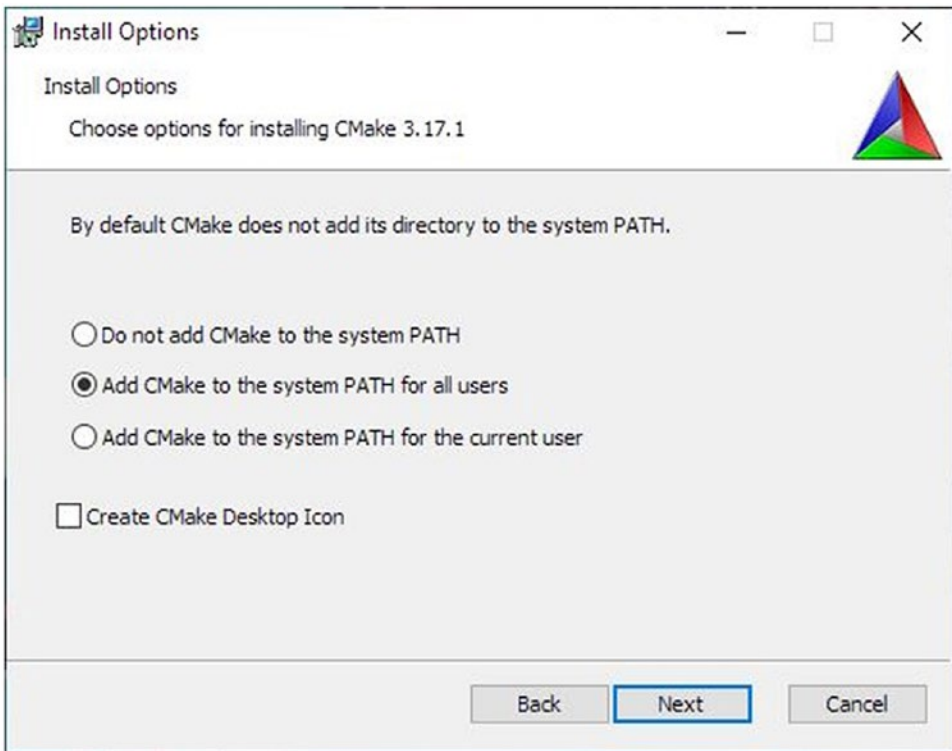 Install Options
Install Options
Choose options for installing CMake 3.17.1
By default CMake does not add its directory to the system PATH.
Do not add CMake to the system PATH
Add CMake to the system PATH for all users
Add CMake to the system PATH for the current user
Create CMake Desktop Icon
Back Next Cancel